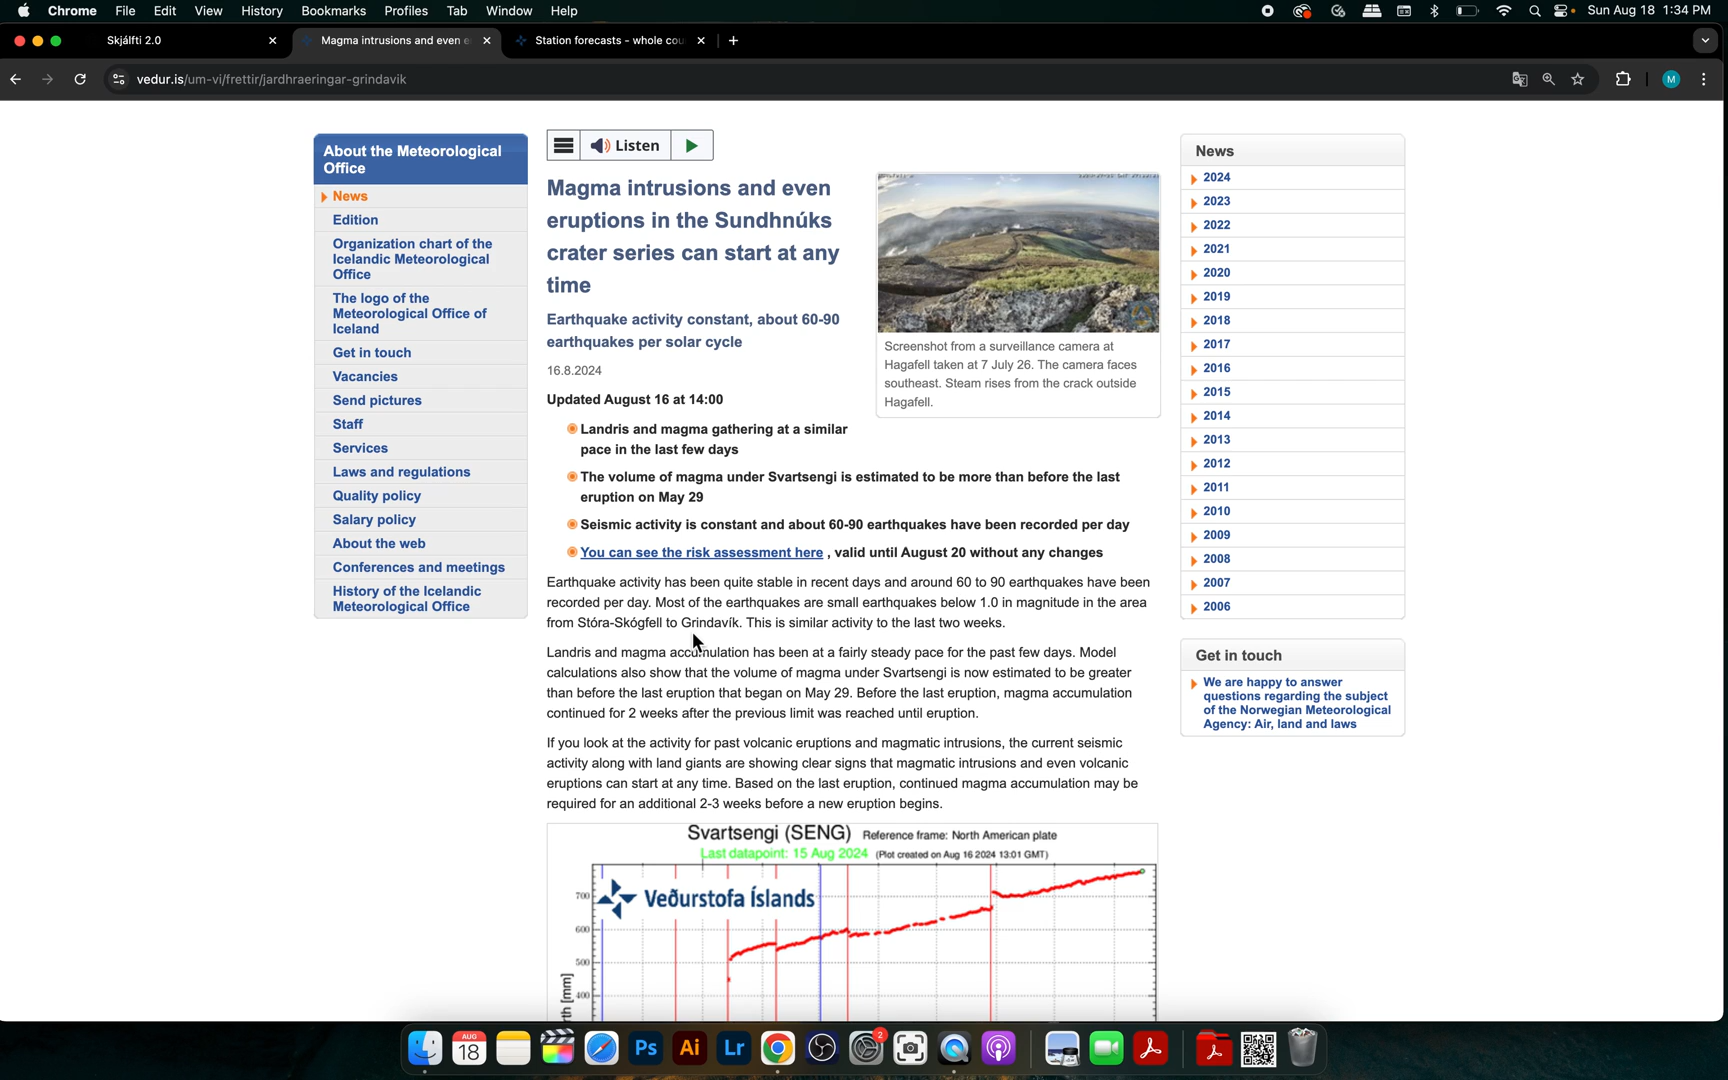 Chrome File Edit View History Bookmarks Profiles Tab Window Help
2
Sun Aug 18 1:34 PM
Skjálfti 2.0
Magma intrusions and even e
Station forecasts - whole cou
vedur.is/um-vi/frettir/jardhraeringar-grindavik
M
About the Meteorological
Office
News
Edition
Organization chart of the
Icelandic Meteorological
Office
The logo of the
Meteorological Office of
Iceland
Get in touch
Vacancies
Send pictures
Staff
Services
Laws and regulations
Quality policy
Salary policy
About the web
Conferences and meetings
History of the Icelandic
Meteorological Office
Listen
Magma intrusions and even
eruptions in the Sundhnúks
crater series can start at any
time
Earthquake activity constant, about 60-90
earthquakes per solar cycle
16.8.2024
Updated August 16 at 14:00
Screenshot from a surveillance camera at
Hagafell taken at 7 July 26. The camera faces
southeast. Steam rises from the crack outside
Hagafell.
Landris and magma gathering at a similar
pace in the last few days
The volume of magma under Svartsengi is estimated to be more than before the last
eruption on May 29
Seismic activity is constant and about 60-90 earthquakes have been recorded per day
You can see the risk assessment here , valid until August 20 without any changes
Earthquake activity has been quite stable in recent days and around 60 to 90 earthquakes have been
recorded per day. Most of the earthquakes are small earthquakes below 1.0 in magnitude in the area
from Stóra-Skógfell to Grindavík. This is similar activity to the last two weeks.
Landris and magma accumulation has been at a fairly steady pace for the past few days. Model
calculations also show that the volume of magma under Svartsengi is now estimated to be greater
than before the last eruption that began on May 29. Before the last eruption, magma accumulation
continued for 2 weeks after the previous limit was reached until eruption.
If you look at the activity for past volcanic eruptions and magmatic intrusions, the current seismic
activity along with land giants are showing clear signs that magmatic intrusions and even volcanic
eruptions can start at any time. Based on the last eruption, continued magma accumulation may be
required for an additional 2-3 weeks before a new eruption begins.
Svartsengi (SENG) Reference frame: North American plate
Last datapoint: 15 Aug 2024 (Plot created on Aug 16 2024 13:01 GMT)
Veðurstofa Íslands
700
600
500
400
[mm]
News
2024
2023
2022
2021
2020
2019
2018
2017
2016
2015
2014
2013
2012
2011
2010
2009
2008
2007
2006
Get in touch
We are happy to answer
questions regarding the subject
of the Norwegian Meteorological
Agency: Air, land and laws
AUG
18
Ps
Ai
Lr
2